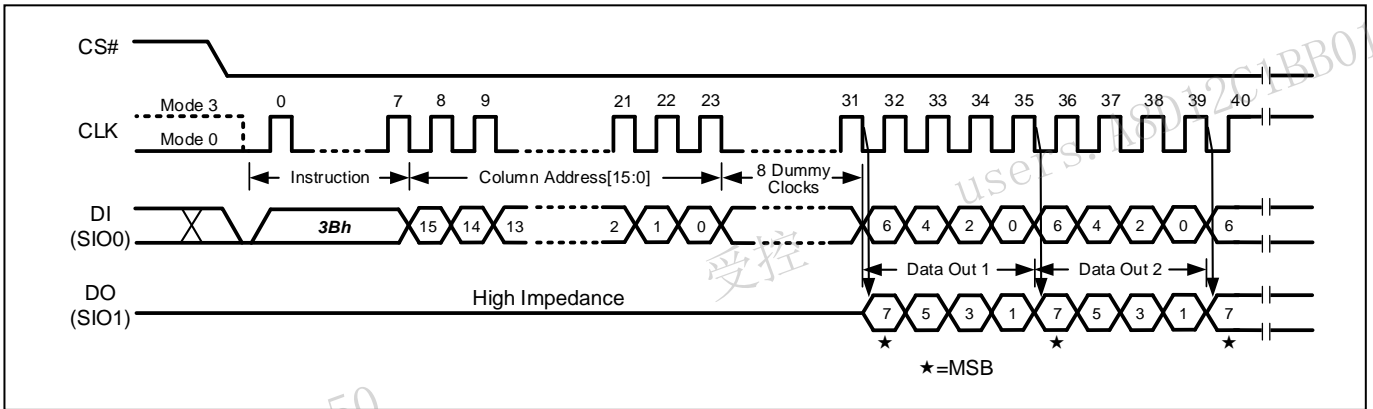 CS#
Mode 3
Mode 0
CLK
0 7 8 9 21 22 23 31 32 33 34 35 36 37 38 39 40
Instruction Column Address[15:0] 8 Dummy Clocks
DI
(SIO0)
3Bh 15 14 13 2 1 0 6 4 2 0 6 4 2 0 6
Data Out 1 Data Out 2
DO
(SIO1)
High Impedance
7 5 3 1 7 5 3 1 7
★ ★ ★
★=MSB
受控
users.A8012C1BB01
50